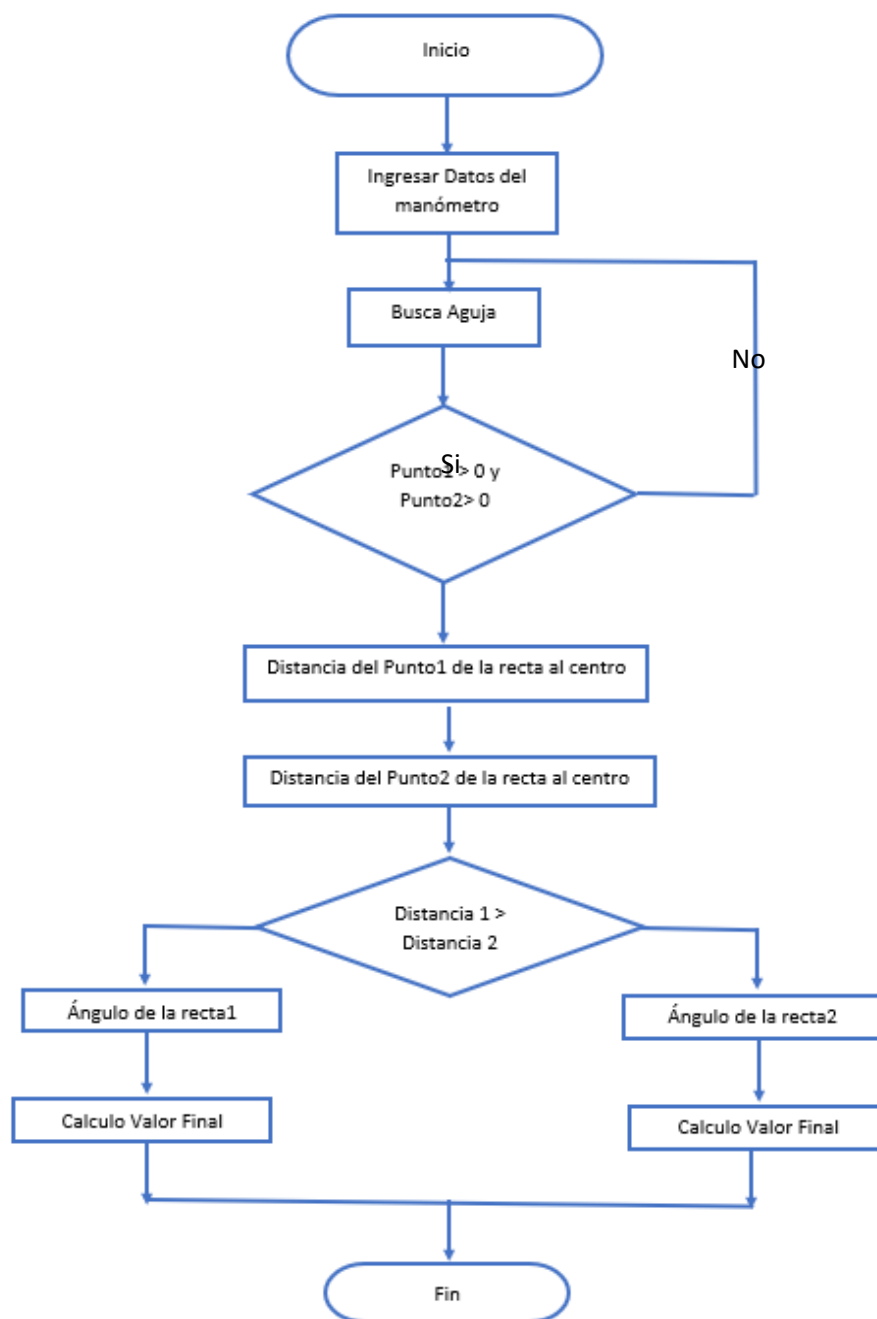 Inicio
Ingresar Datos del
manómetro
Busca Aguja
No
Si
Punto1 > 0 y
Punto2> 0
Distancia del Punto1 de la recta al centro
Distancia del Punto2 de la recta al centro
Distancia 1 >
Distancia 2
Ángulo de la recta1
Ángulo de la recta2
Calculo Valor Final
Calculo Valor Final
Fin